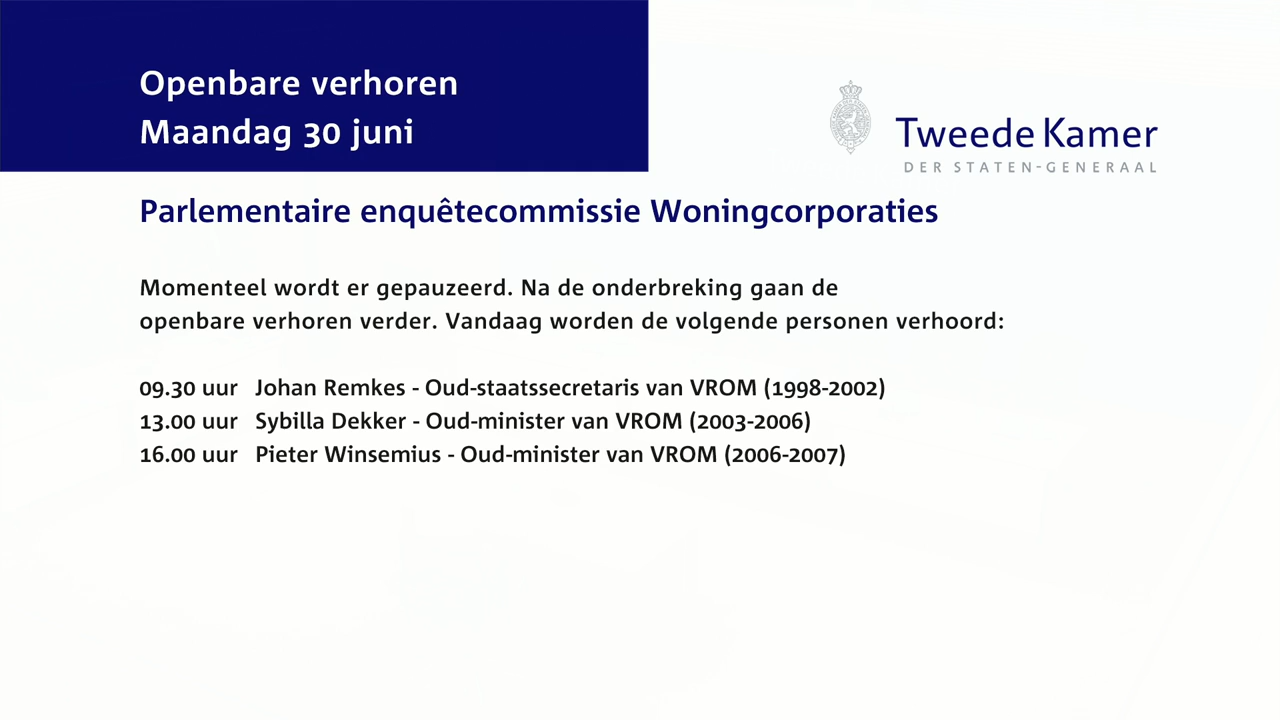 Openbare verhoren
Maandag 30 juni
Tweede Kamer
DER STATEN-GENERAAL
Parlementaire enquêtecommissie Woningcorporaties
Momenteel wordt er gepauzeerd. Na de onderbreking gaan de
openbare verhoren verder. Vandaag worden de volgende personen verhoord:
09.30 uur Johan Remkes - Oud-staatssecretaris van VROM (1998-2002)
13.00 uur Sybilla Dekker - Oud-minister van VROM (2003-2006)
16.00 uur Pieter Winsemius - Oud-minister van VROM (2006-2007)